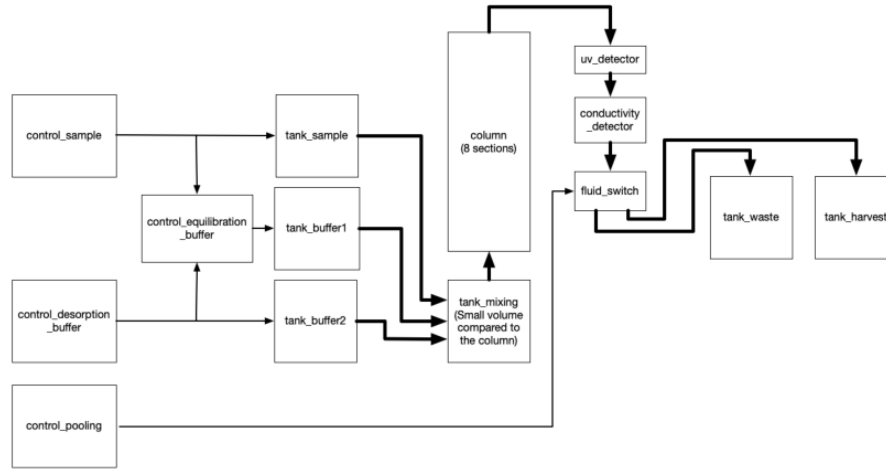 control_sample
tank_sample
column
(8 sections)
uv_detector
conductivity
_detector
fluid_switch
tank_waste
tank_harvest
control_equilibration
_buffer
tank_buffer1
control_desorption
_buffer
tank_buffer2
tank_mixing
(Small volume
compared to
the column)
control_pooling